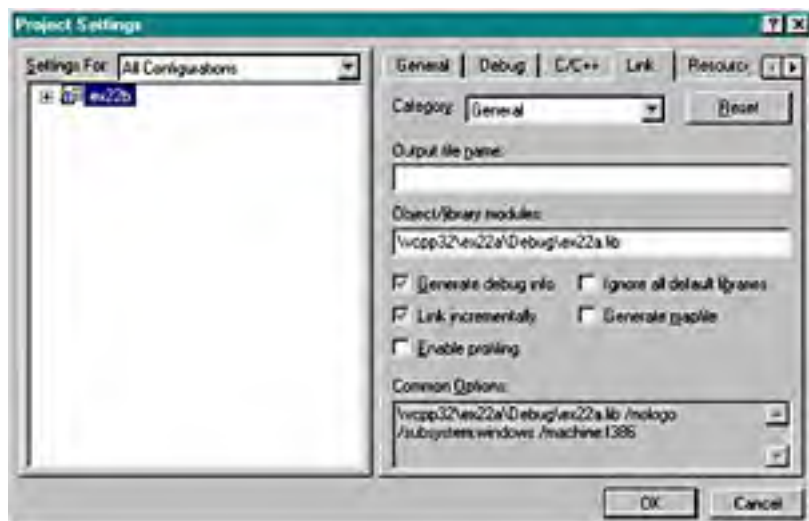 Project Settings
Settings For: All Configurations
ex22b
General Debug C/C++ Link Resource
Category: General Reset
Output file name:
Object/library modules:
\vcpp32\ex22a\Debug\ex22a.lib
Generate debug info Ignore all default libraries
Link incrementally Generate mapfile
Enable profiling
Common Options:
\vcpp32\ex22a\Debug\ex22a.lib /nologo
/subsystem:windows /machine:I386
OK Cancel